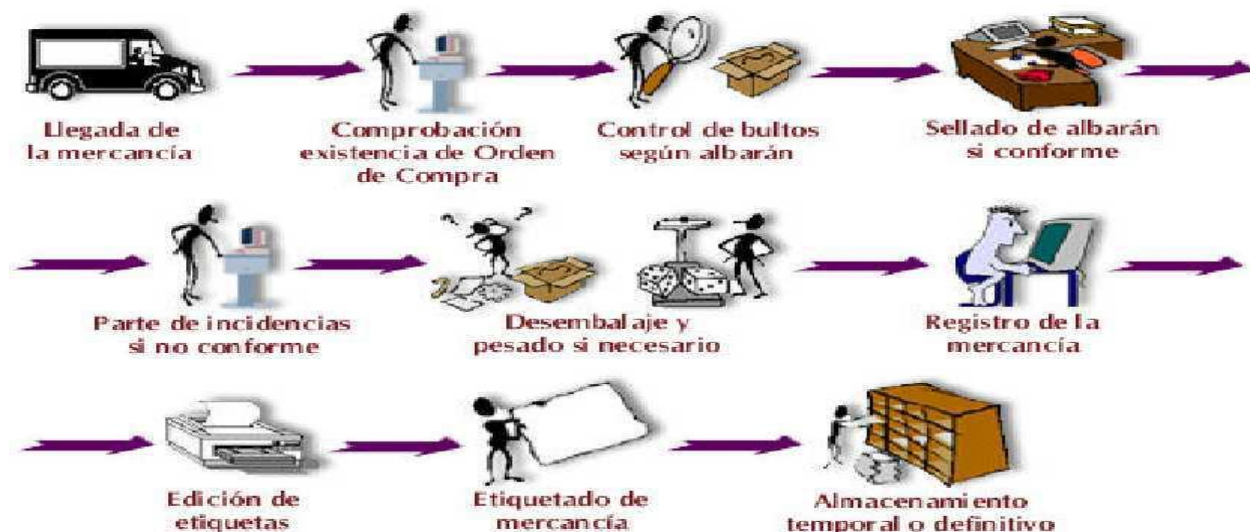 Llegada de
la mercancía
Comprobación
existencia de Orden
de Compra
Control de bultos
según albarán
Sellado de albarán
si conforme
Parte de incidencias
si no conforme
Desembalaje y
pesado si necesario
Registro de la
mercancía
Edición de
etiquetas
Etiquetado de
mercancía
Almacenamiento
temporal o definitivo